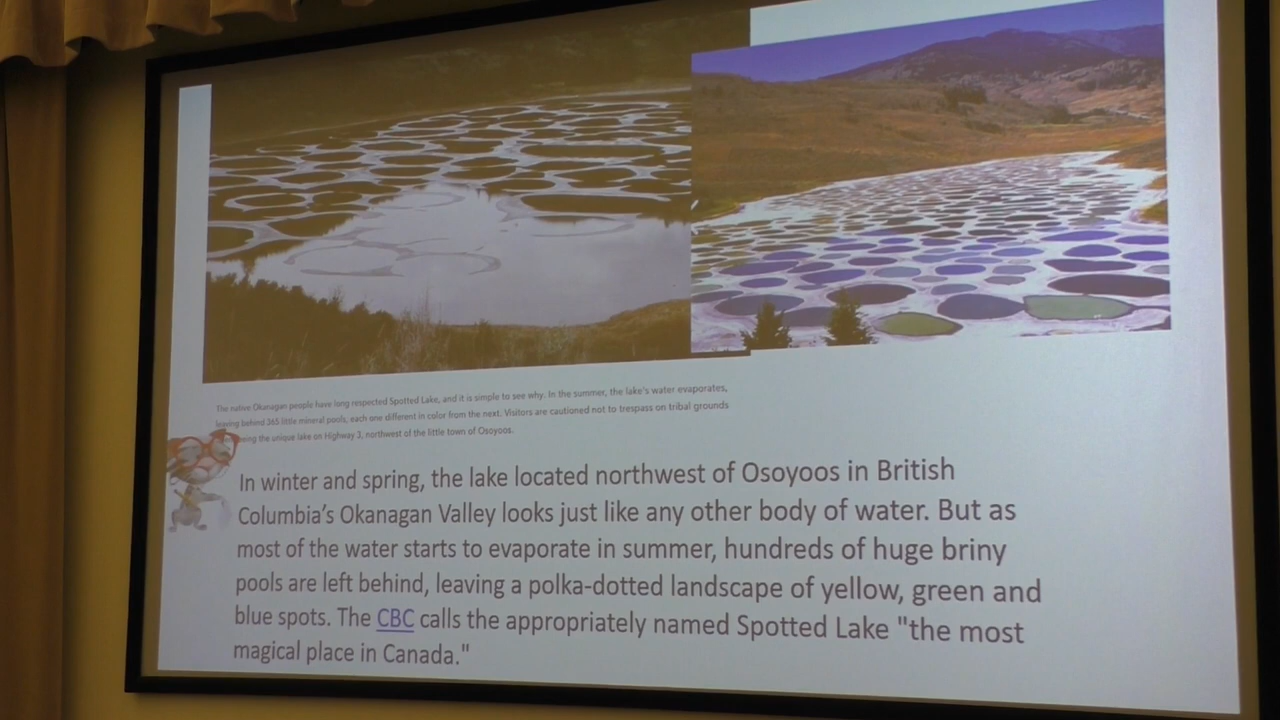 The native Okanagan people have long respected Spotted Lake, and it is simple to see why. In the summer, the lake's water evaporates,
leaving behind 365 little mineral pools, each one different in color from the next. Visitors are cautioned not to trespass on tribal grounds
the unique lake on Highway 3, northwest of the little town of Osoyoos.
In winter and spring, the lake located northwest of Osoyoos in British
Columbia's Okanagan Valley looks just like any other body of water. But as
most of the water starts to evaporate in summer, hundreds of huge briny
pools are left behind, leaving a polka-dotted landscape of yellow, green and
blue spots. The CBC calls the appropriately named Spotted Lake "the most
magical place in Canada."